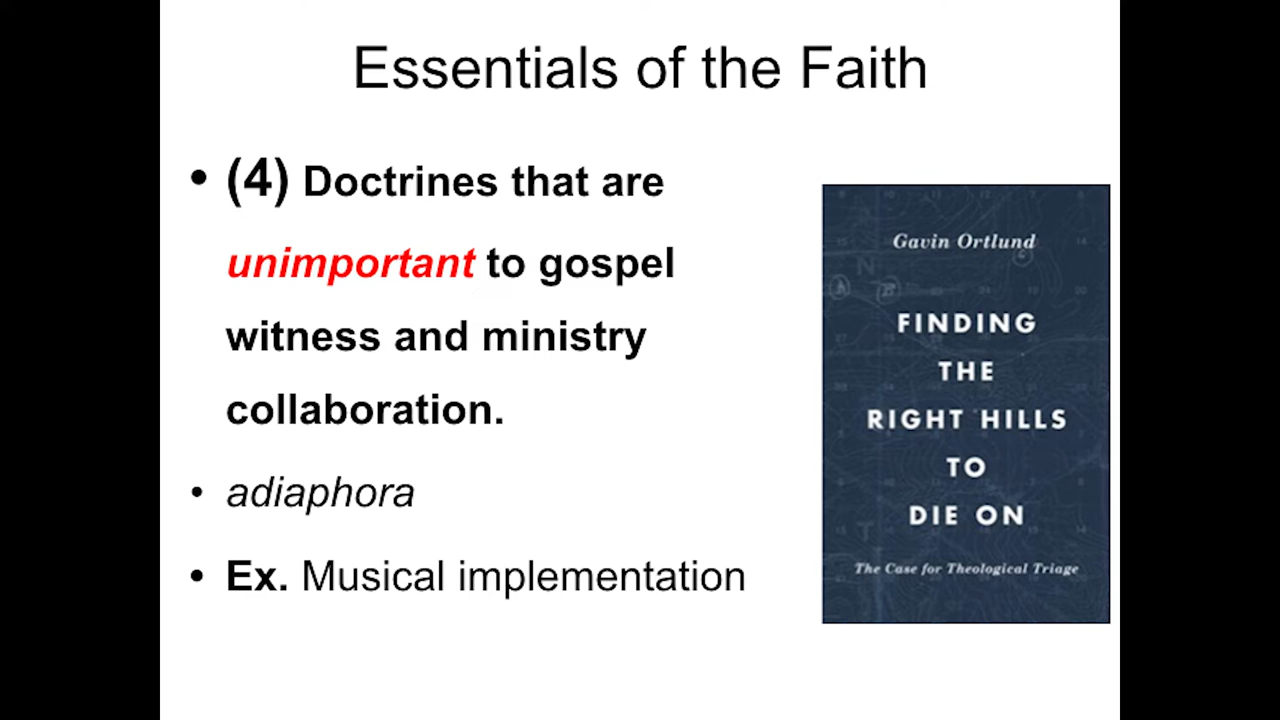 Essentials of the Faith
• (4) Doctrines that are
unimportant to gospel
witness and ministry
collaboration.
• adiaphora
• Ex. Musical implementation
Gavin Ortlund
FINDING
THE
RIGHT HILLS
TO
DIE ON
The Case for Theological Triage